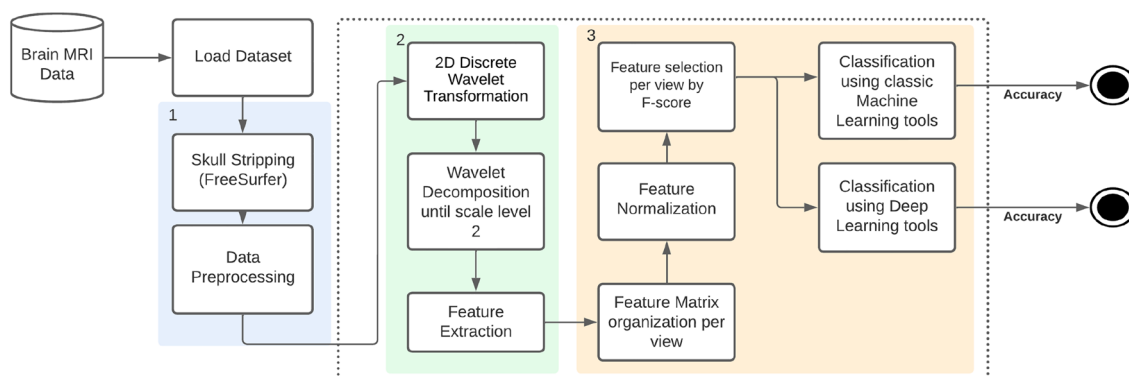 Brain MRI
Data
Load Dataset
1
Skull Stripping
(FreeSurfer)
Data
Preprocessing
2
2D Discrete
Wavelet
Transformation
Wavelet
Decomposition
until scale level
2
Feature
Extraction
3
Feature selection
per view by
F-score
Feature
Normalization
Feature Matrix
organization per
view
Classification
using classic
Machine
Learning tools
Accuracy
Classification
using Deep
Learning tools
Accuracy